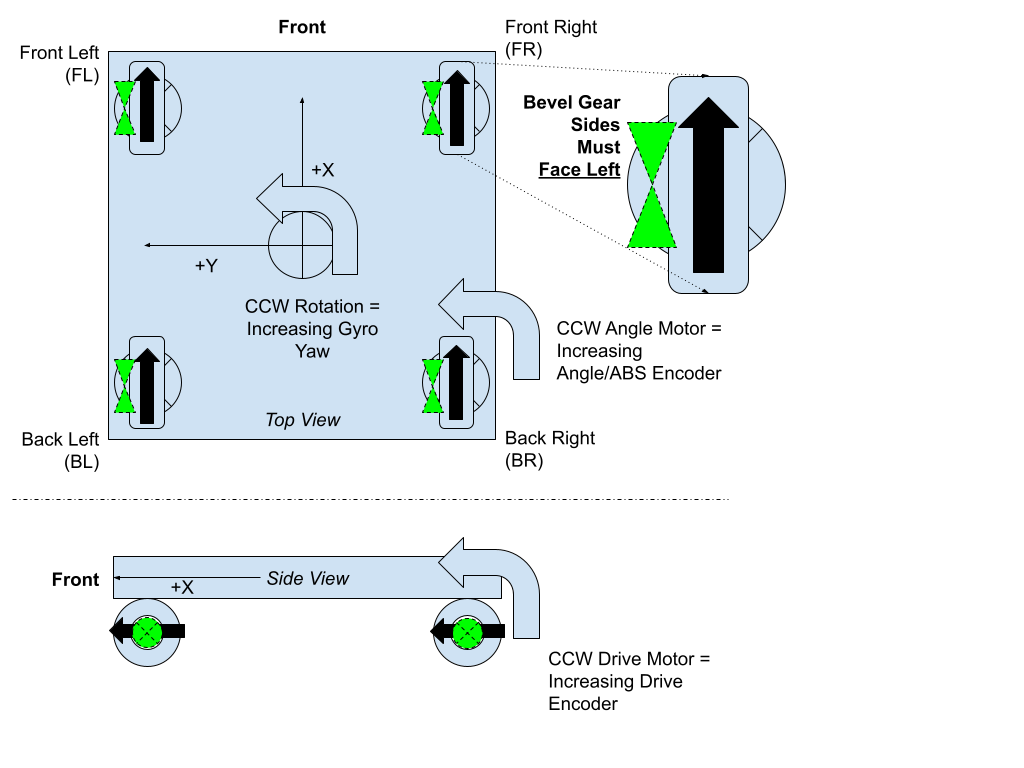 Front
Front Right
(FR)
Front Left
(FL)
Bevel Gear
Sides
Must
Face Left
+X
+Y
CCW Rotation =
Increasing Gyro
Yaw
CCW Angle Motor =
Increasing
Angle/ABS Encoder
Top View
Back Left
(BL)
Back Right
(BR)
Front
+X
Side View
CCW Drive Motor =
Increasing Drive
Encoder